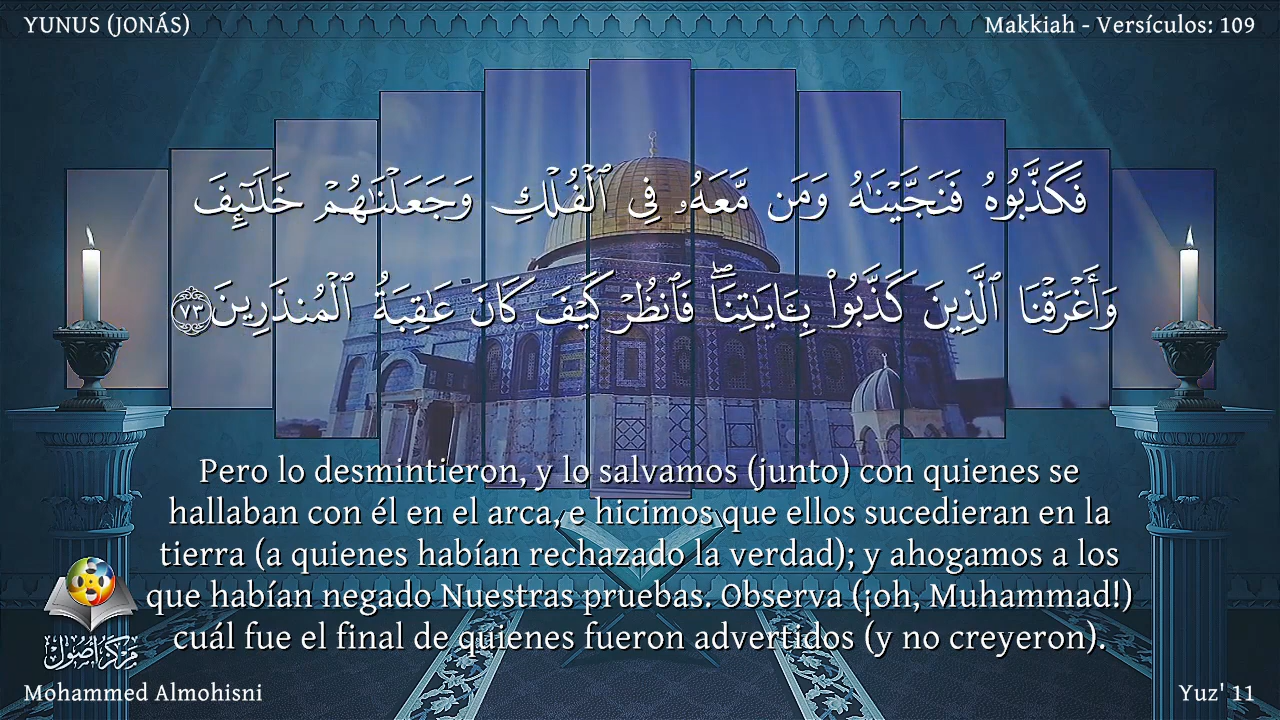 YUNUS (JONÁS)
Makkiah - Versículos: 109
فَكَذَّبُوهُ فَنَجَّيْنَٰهُ وَمَن مَّعَهُۥ فِى ٱلْفُلْكِ وَجَعَلْنَٰهُمْ خَلَٰٓئِفَ
وَأَغْرَقْنَا ٱلَّذِينَ كَذَّبُوا۟ بِـَٔايَٰتِنَا ۖ فَٱنظُرْ كَيْفَ كَانَ عَٰقِبَةُ ٱلْمُنذَرِينَ ٧٣
Pero lo desmintieron, y lo salvamos (junto) con quienes se
hallaban con él en el arca, e hicimos que ellos sucedieran en la
tierra (a quienes habían rechazado la verdad); y ahogamos a los
que habían negado Nuestras pruebas. Observa (¡oh, Muhammad!)
cuál fue el final de quienes fueron advertidos (y no creyeron).
مركز أصول
Mohammed Almohisni
Yuz' 11